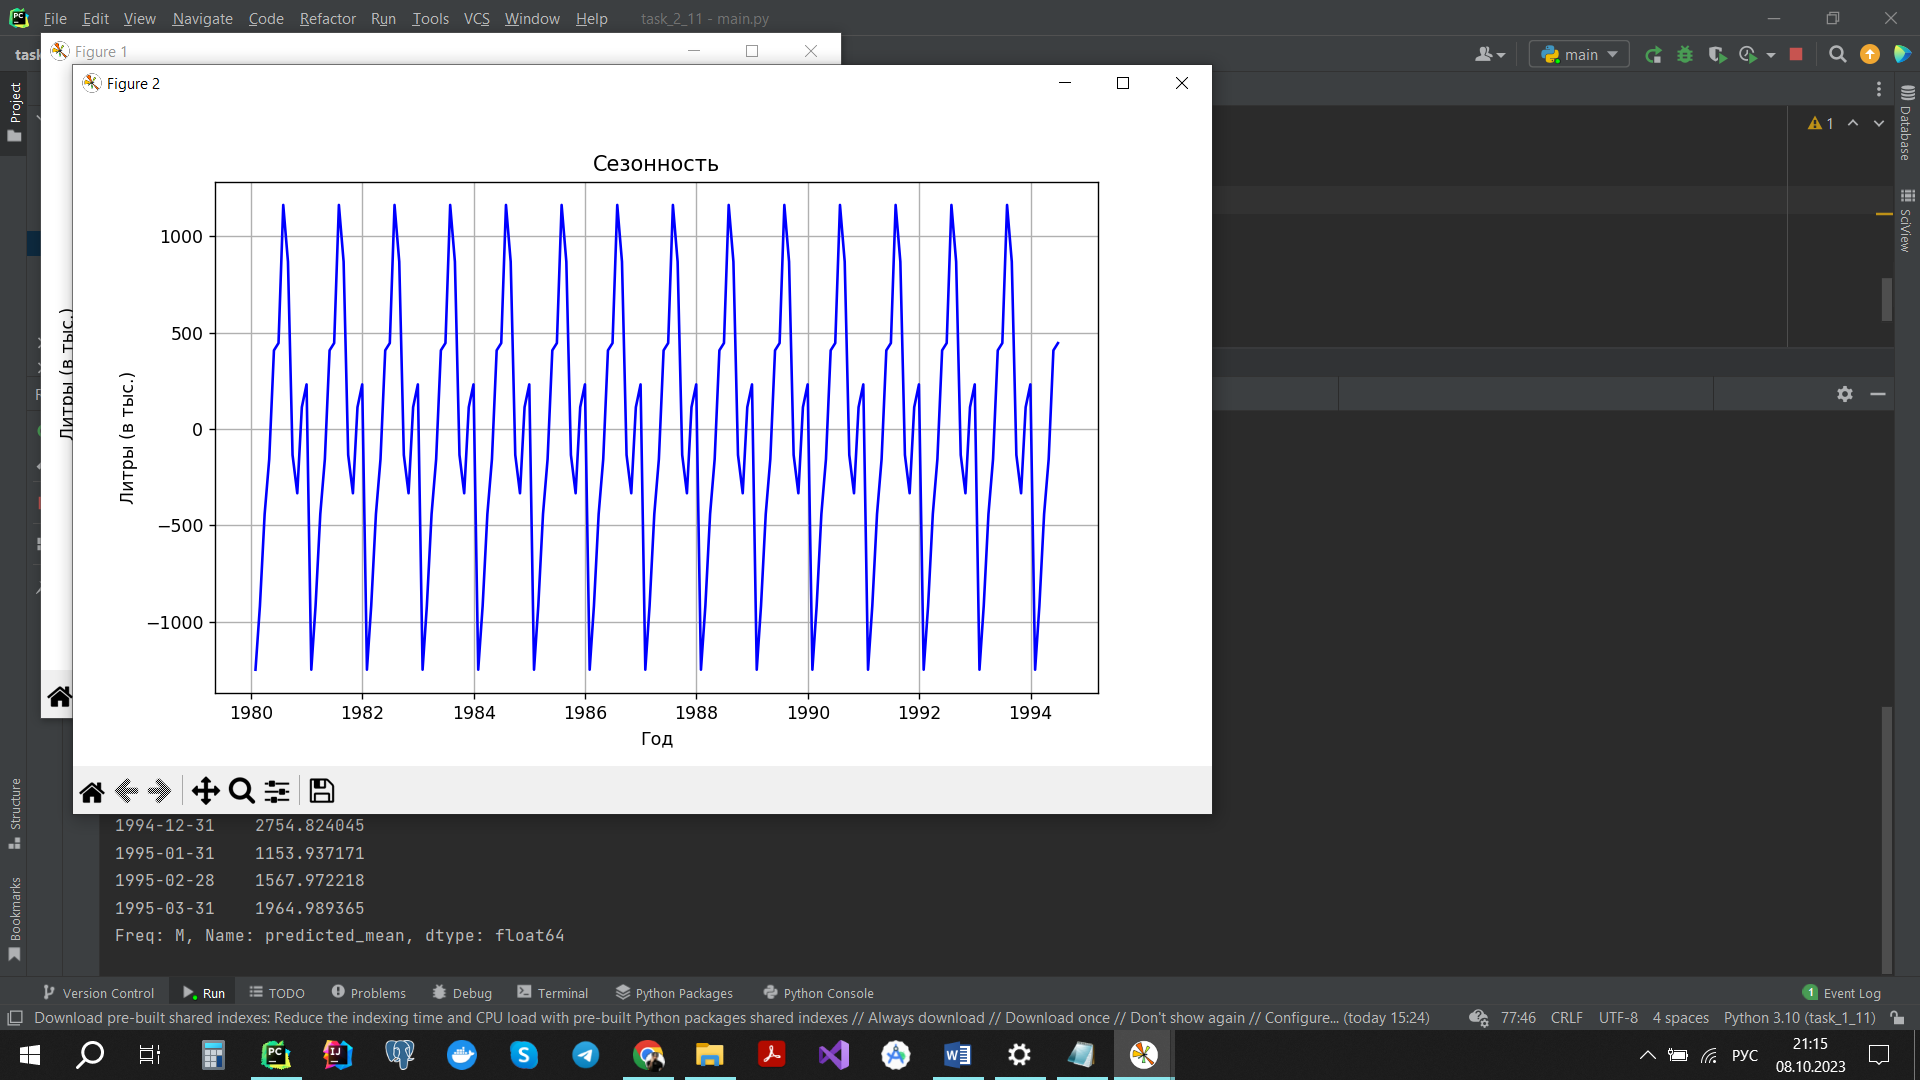 File Edit View Navigate Code Refactor Run Tools VCS Window Help task_2_11 - main.py
main
Figure 1
Figure 2
Project
1
Database
SciView
Сезонность
1000
500
0
−500
−1000
Литры (в тыс.)
Литры (в тыс.)
1980 1982 1984 1986 1988 1990 1992 1994
Год
1994-12-31 2754.824045
1995-01-31 1153.937171
1995-02-28 1567.972218
1995-03-31 1964.989365
Freq: M, Name: predicted_mean, dtype: float64
Structure
Bookmarks
Version Control Run TODO Problems Debug Terminal Python Packages Python Console 1 Event Log
Download pre-built shared indexes: Reduce the indexing time and CPU load with pre-built Python packages shared indexes // Always download // Download once // Don't show again // Configure... (today 15:24) 77:46 CRLF UTF-8 4 spaces Python 3.10 (task_1_11)
РУС
21:15
08.10.2023